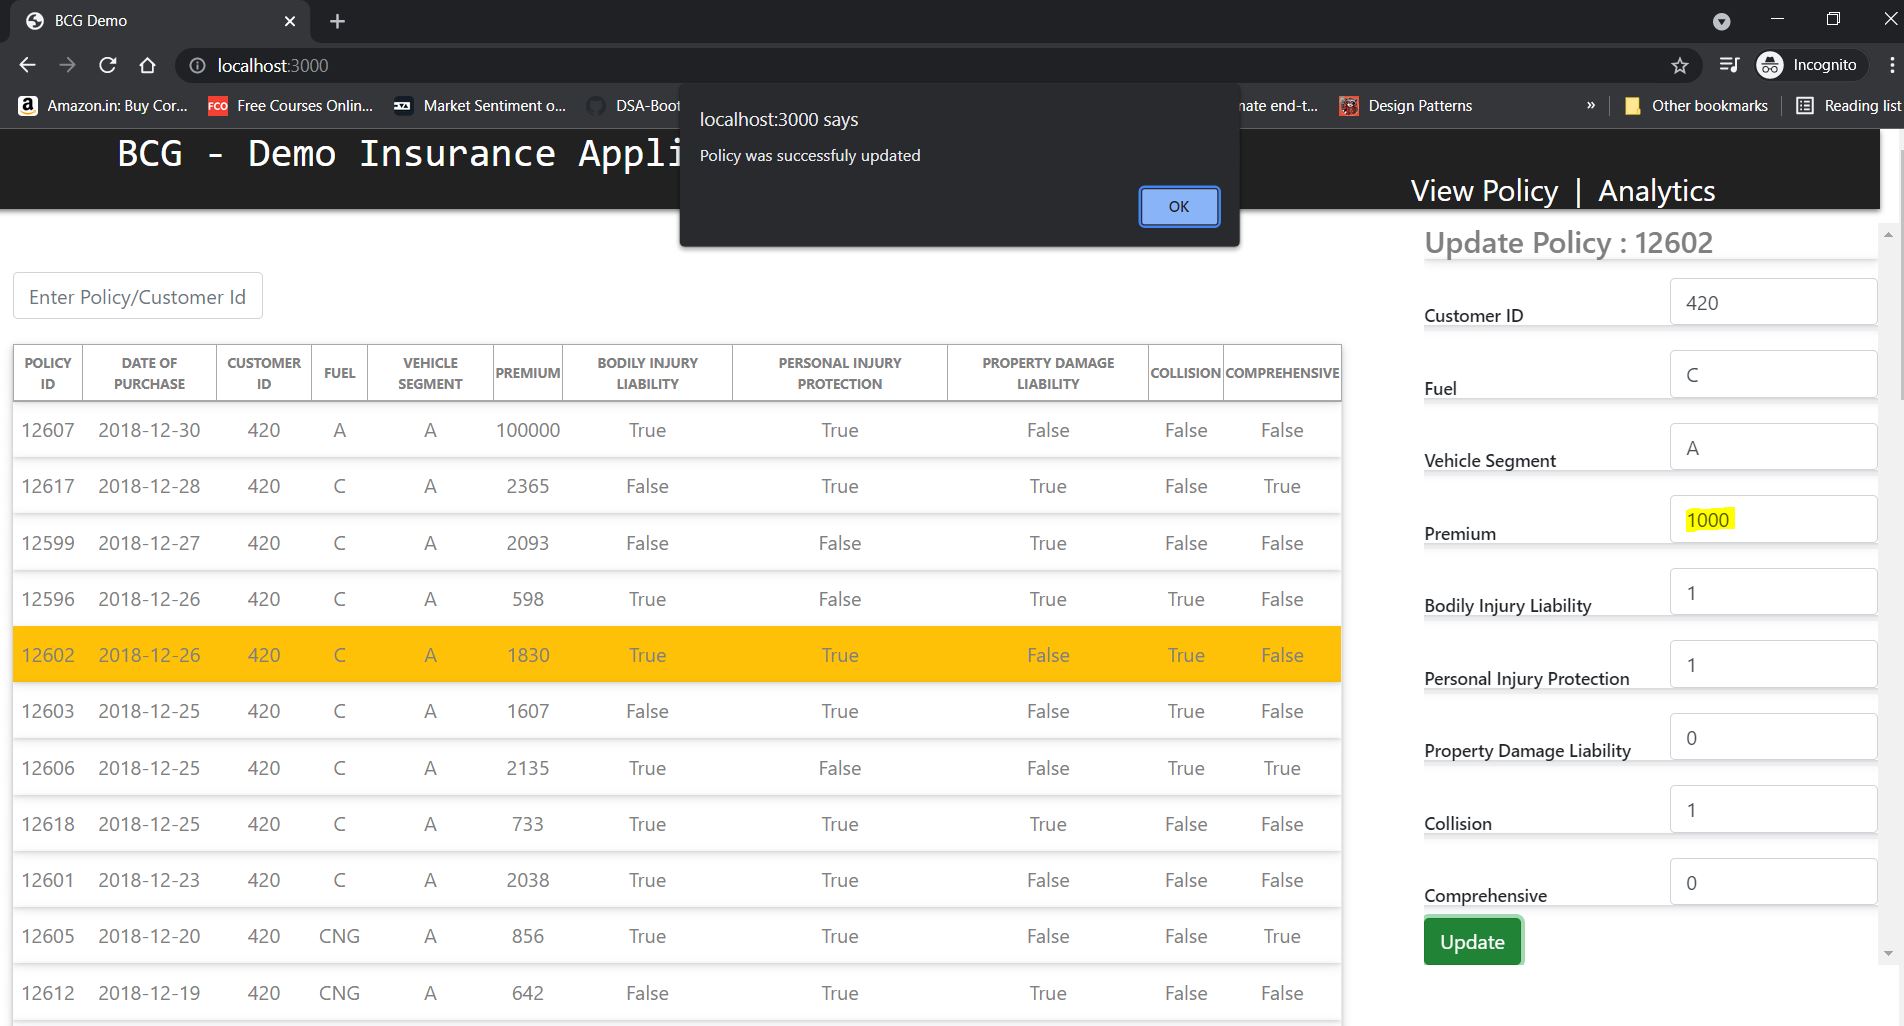 BCG Demo
localhost:3000
Incognito
Amazon.in: Buy Cor...
FCO
Free Courses Onlin...
Market Sentiment o...
DSA-Boot
nate end-t...
Design Patterns
»
Other bookmarks
Reading list
localhost:3000 says
Policy was successfuly updated
OK
BCG - Demo Insurance Appli
View Policy | Analytics
Update Policy : 12602
Enter Policy/Customer Id
POLICY ID DATE OF PURCHASE CUSTOMER ID FUEL VEHICLE SEGMENT PREMIUM BODILY INJURY LIABILITY PERSONAL INJURY PROTECTION PROPERTY DAMAGE LIABILITY COLLISION COMPREHENSIVE
12607 2018-12-30 420 A A 100000 True True False False False
12617 2018-12-28 420 C A 2365 False True True False True
12599 2018-12-27 420 C A 2093 False False True False False
12596 2018-12-26 420 C A 598 True False True True False
12602 2018-12-26 420 C A 1830 True True False True False
12603 2018-12-25 420 C A 1607 False True False True False
12606 2018-12-25 420 C A 2135 True False False True True
12618 2018-12-25 420 C A 733 True True True False False
12601 2018-12-23 420 C A 2038 True True False False False
12605 2018-12-20 420 CNG A 856 True True False False True
12612 2018-12-19 420 CNG A 642 False True True False False
Customer ID 420
Fuel C
Vehicle Segment A
Premium 1000
Bodily Injury Liability 1
Personal Injury Protection 1
Property Damage Liability 0
Collision 1
Comprehensive 0
Update